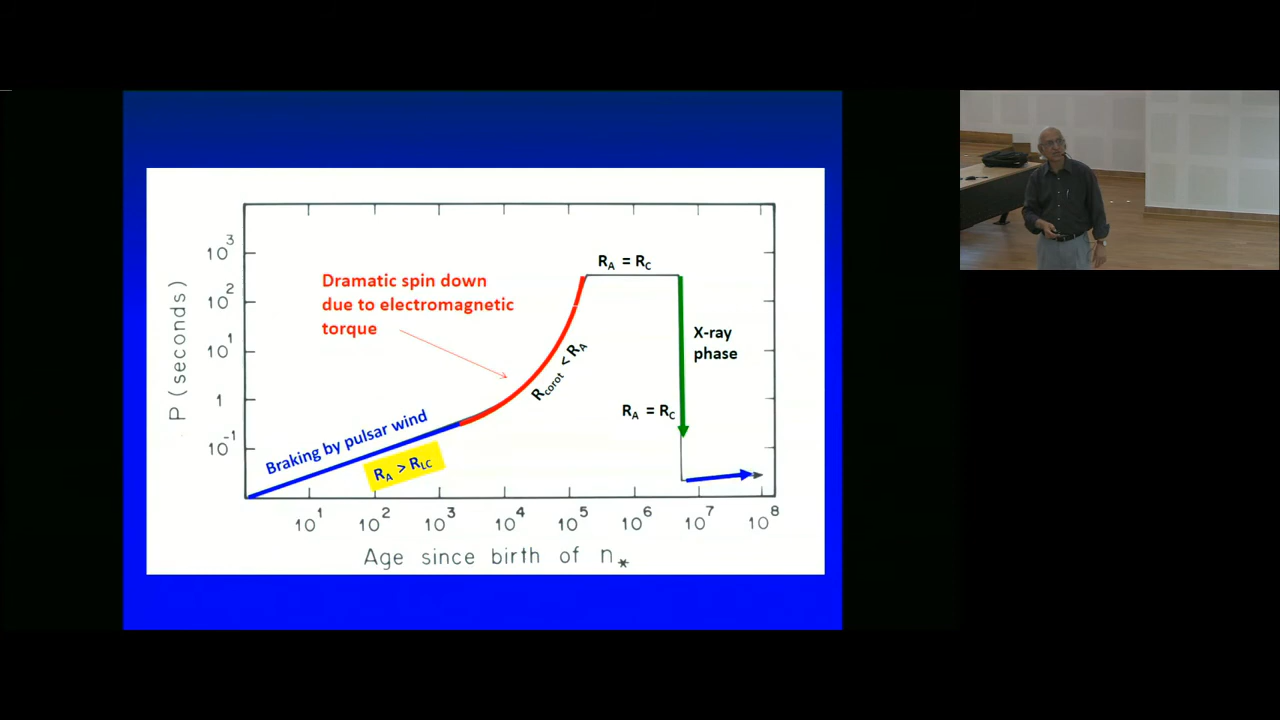 10³
10²
10¹
1
10⁻¹
P (seconds)
Dramatic spin down
due to electromagnetic
torque
R_A = R_C
X-ray
phase
R_corot < R_A
R_A = R_C
Braking by pulsar wind
R_A > R_LC
10¹ 10² 10³ 10⁴ 10⁵ 10⁶ 10⁷ 10⁸
Age since birth of n*